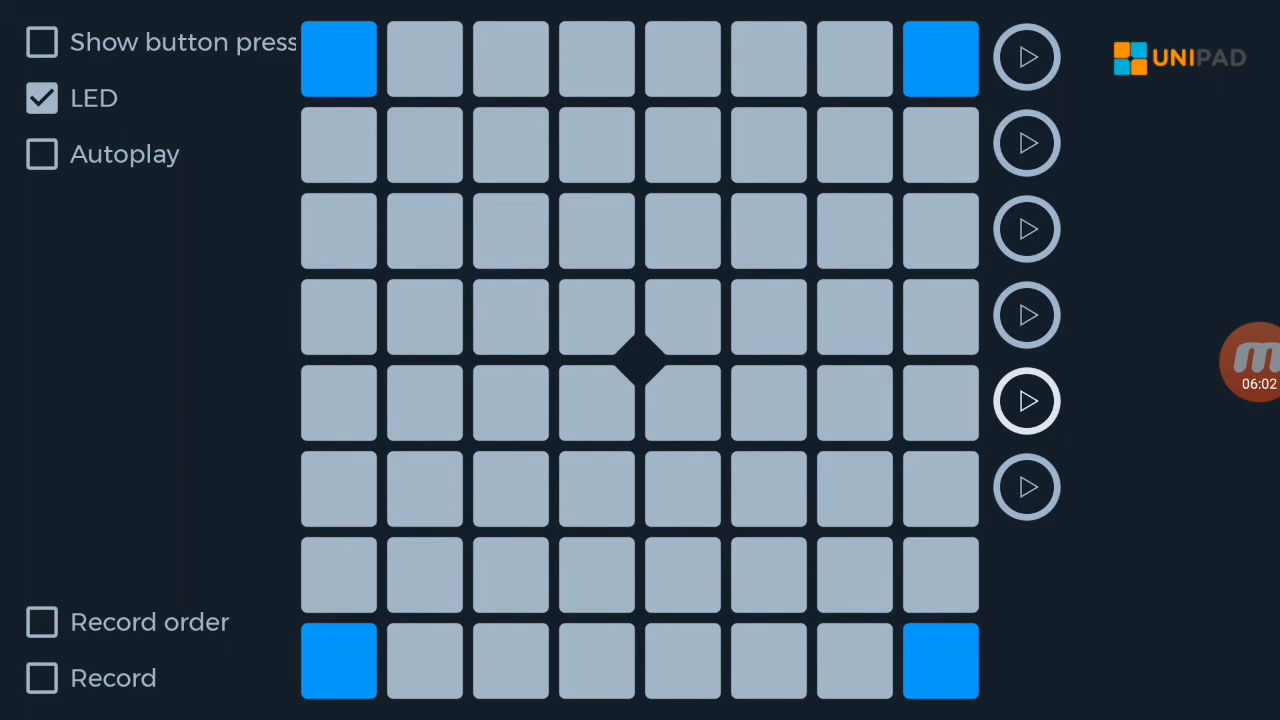 Show button press
LED
Autoplay
Record order
Record
UNIPAD
06:02